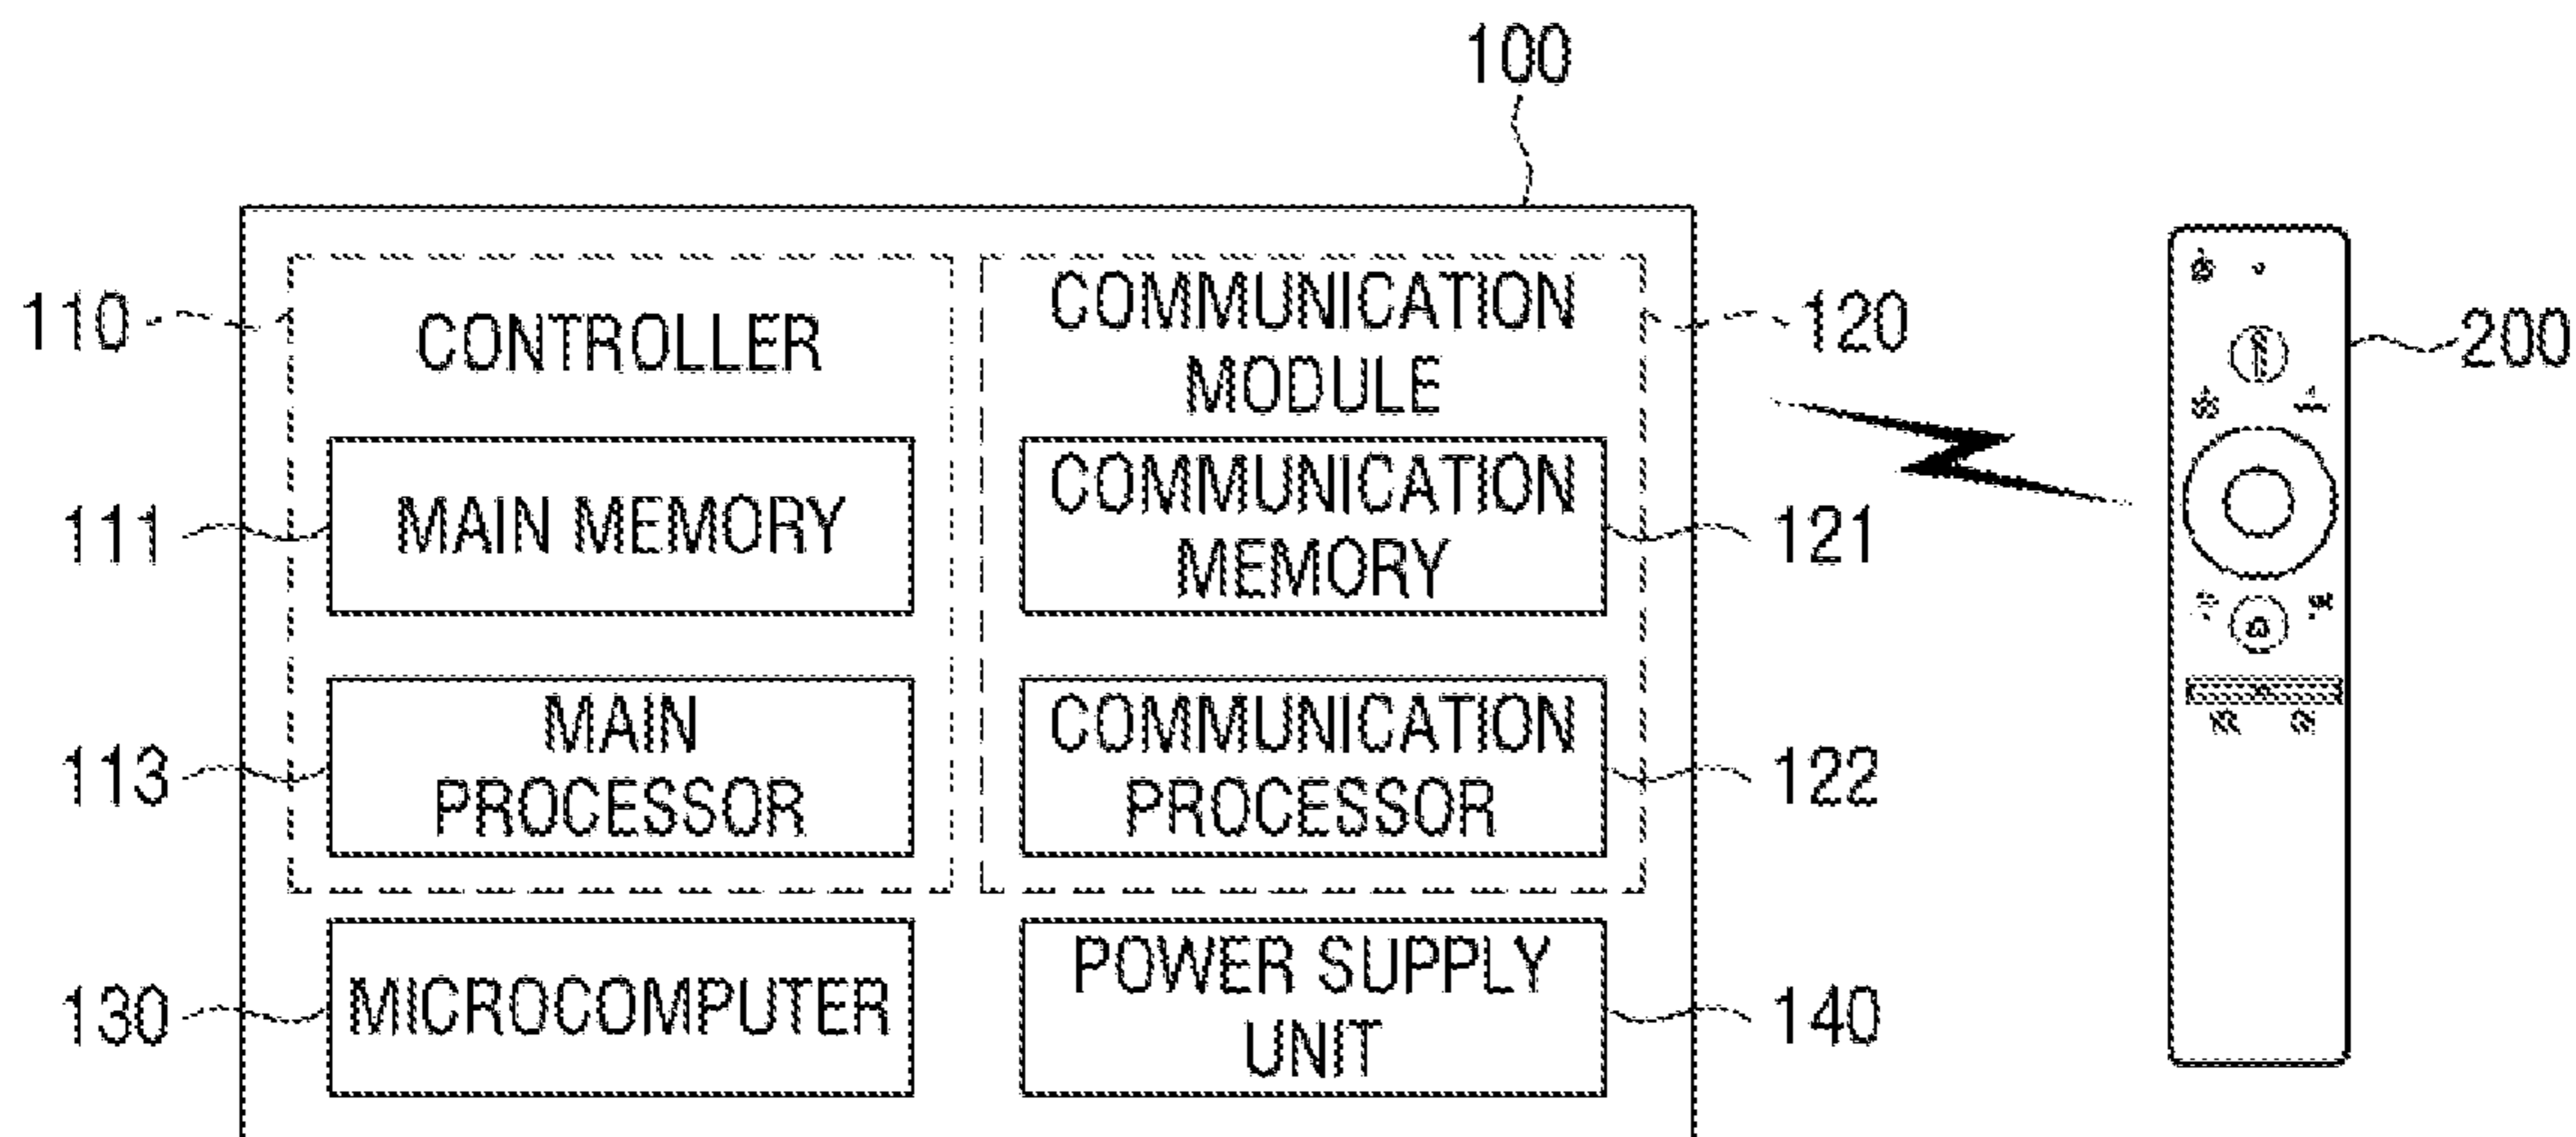 100
110
CONTROLLER
COMMUNICATION
MODULE
120
200
111
MAIN MEMORY
COMMUNICATION
MEMORY
121
113
MAIN
PROCESSOR
COMMUNICATION
PROCESSOR
122
130
MICROCOMPUTER
POWER SUPPLY
UNIT
140